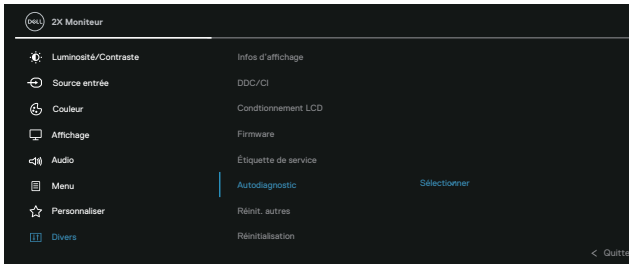 DELL 2X Moniteur
Luminosité/Contraste Infos d'affichage
Source entrée DDC/CI
Couleur Condtionnement LCD
Affichage Firmware
Audio Étiquette de service
Menu Autodiagnostic Sélectionner
Personnaliser Réinit. autres
Divers Réinitialisation
< Quitte